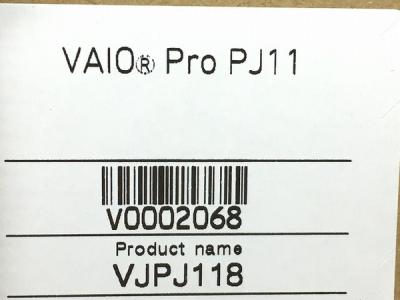 VAIO® Pro PJ11
V0002068
Product name
VJPJ118